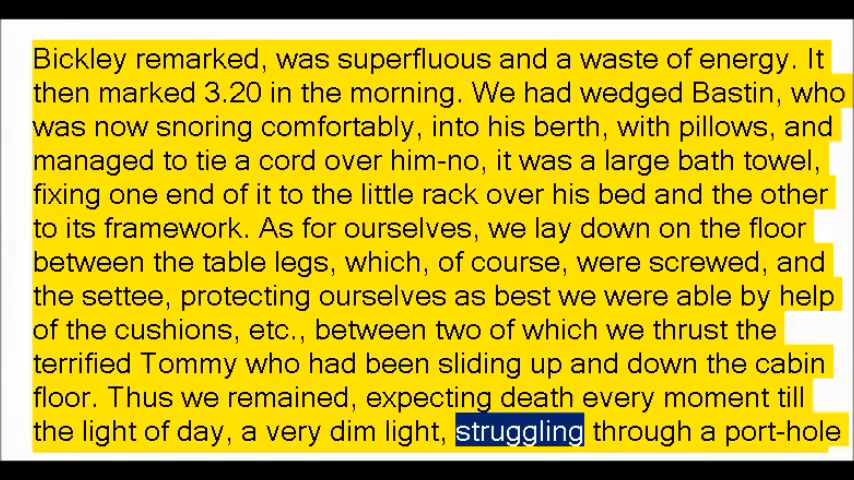 Bickley remarked, was superfluous and a waste of energy. It
then marked 3.20 in the morning. We had wedged Bastin, who
was now snoring comfortably, into his berth, with pillows, and
managed to tie a cord over him-no, it was a large bath towel,
fixing one end of it to the little rack over his bed and the other
to its framework. As for ourselves, we lay down on the floor
between the table legs, which, of course, were screwed, and
the settee, protecting ourselves as best we were able by help
of the cushions, etc., between two of which we thrust the
terrified Tommy who had been sliding up and down the cabin
floor. Thus we remained, expecting death every moment till
the light of day, a very dim light, struggling through a port-hole